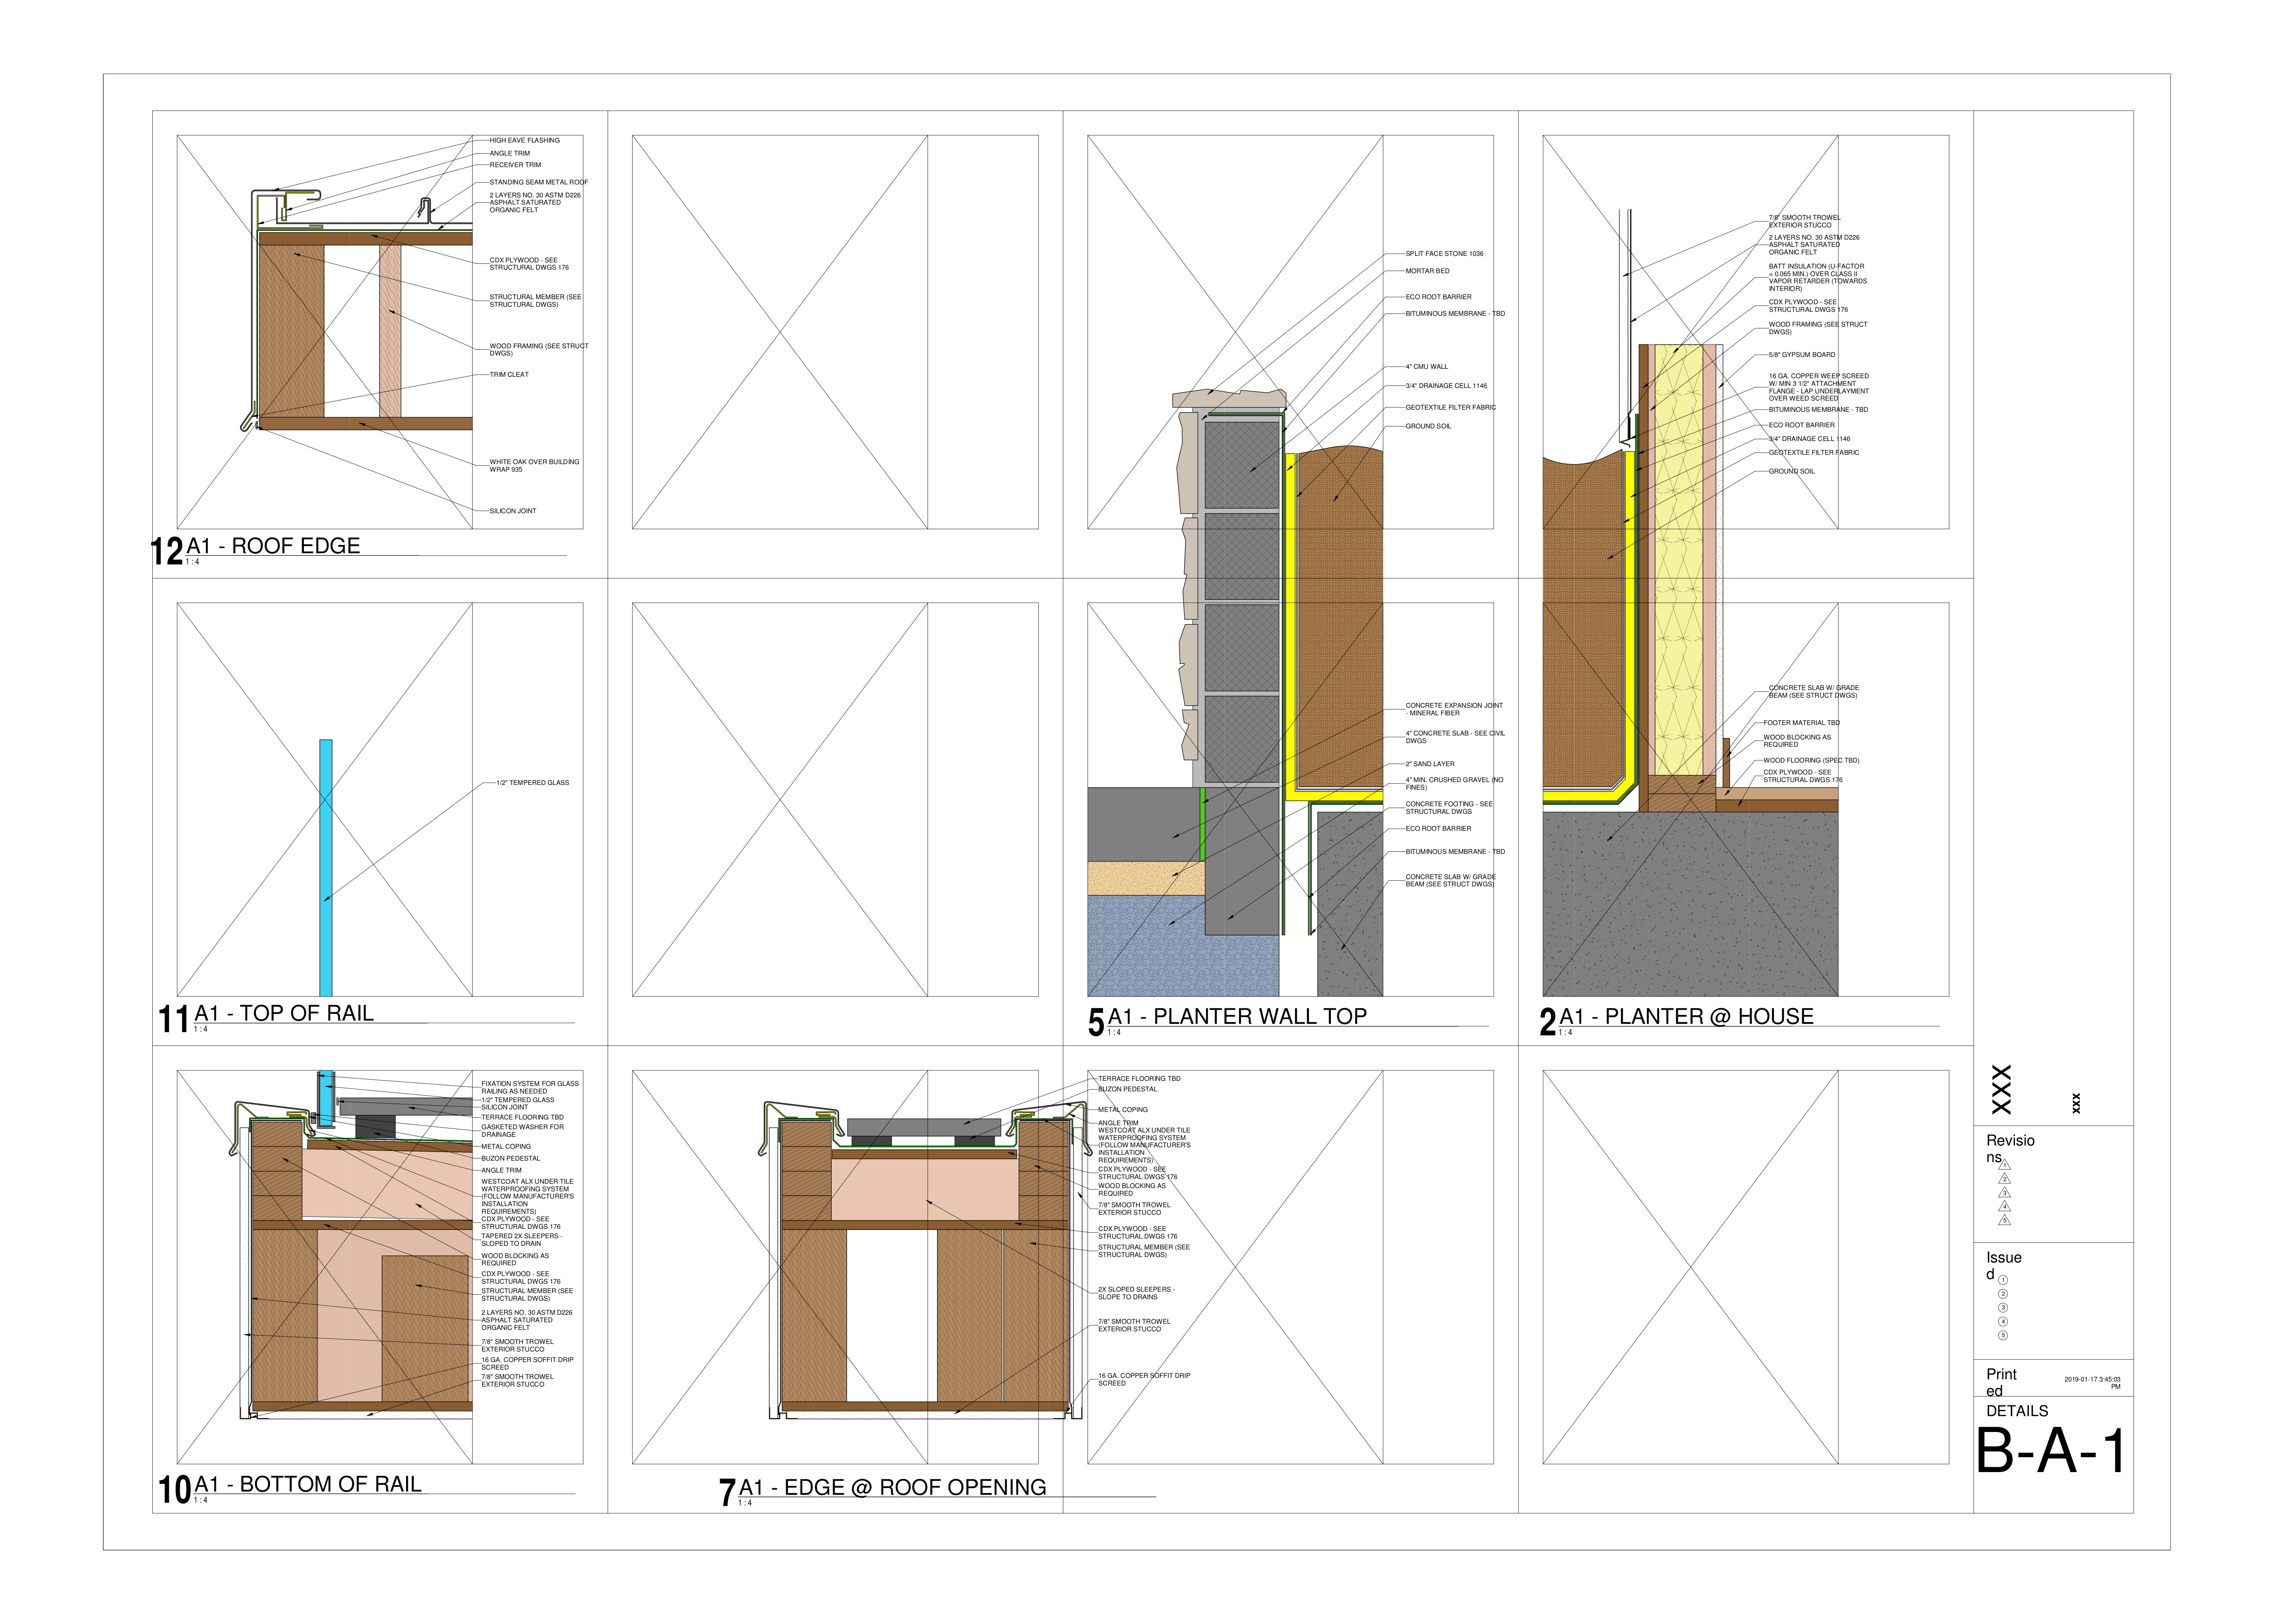 HIGH EAVE FLASHING
ANGLE TRIM
RECEIVER TRIM
STANDING SEAM METAL ROOF
2 LAYERS NO. 30 ASTM D226
ASPHALT SATURATED
ORGANIC FELT
CDX PLYWOOD - SEE
STRUCTURAL DWGS 176
STRUCTURAL MEMBER (SEE
STRUCTURAL DWGS)
WOOD FRAMING (SEE STRUCT
DWGS)
TRIM CLEAT
WHITE OAK OVER BUILDING
WRAP 935
SILICON JOINT
12 A1 - ROOF EDGE
1 : 4
SPLIT FACE STONE 1036
MORTAR BED
ECO ROOT BARRIER
BITUMINOUS MEMBRANE - TBD
4" CMU WALL
3/4" DRAINAGE CELL 1146
GEOTEXTILE FILTER FABRIC
GROUND SOIL
CONCRETE EXPANSION JOINT
- MINERAL FIBER
4" CONCRETE SLAB - SEE CIVIL
DWGS
2" SAND LAYER
4" MIN. CRUSHED GRAVEL (NO
FINES)
CONCRETE FOOTING - SEE
STRUCTURAL DWGS
ECO ROOT BARRIER
BITUMINOUS MEMBRANE - TBD
CONCRETE SLAB W/ GRADE
BEAM (SEE STRUCT DWGS)
5 A1 - PLANTER WALL TOP
1 : 4
7/8" SMOOTH TROWEL
EXTERIOR STUCCO
2 LAYERS NO. 30 ASTM D226
ASPHALT SATURATED
ORGANIC FELT
BATT INSULATION (U-FACTOR
= 0.065 MIN.) OVER CLASS II
VAPOR RETARDER (TOWARDS
INTERIOR)
CDX PLYWOOD - SEE
STRUCTURAL DWGS 176
WOOD FRAMING (SEE STRUCT
DWGS)
5/8" GYPSUM BOARD
16 GA. COPPER WEEP SCREED
W/ MIN 3 1/2" ATTACHMENT
FLANGE - LAP UNDERLAYMENT
OVER WEED SCREED
BITUMINOUS MEMBRANE - TBD
ECO ROOT BARRIER
3/4" DRAINAGE CELL 1146
GEOTEXTILE FILTER FABRIC
GROUND SOIL
CONCRETE SLAB W/ GRADE
BEAM (SEE STRUCT DWGS)
FOOTER MATERIAL TBD
WOOD BLOCKING AS
REQUIRED
WOOD FLOORING (SPEC TBD)
CDX PLYWOOD - SEE
STRUCTURAL DWGS 176
2 A1 - PLANTER @ HOUSE
1 : 4
1/2" TEMPERED GLASS
11 A1 - TOP OF RAIL
1 : 4
FIXATION SYSTEM FOR GLASS
RAILING AS NEEDED
1/2" TEMPERED GLASS
SILICON JOINT
TERRACE FLOORING TBD
GASKETED WASHER FOR
DRAINAGE
METAL COPING
BUZON PEDESTAL
ANGLE TRIM
WESTCOAT ALX UNDER TILE
WATERPROOFING SYSTEM
(FOLLOW MANUFACTURER'S
INSTALLATION
REQUIREMENTS)
CDX PLYWOOD - SEE
STRUCTURAL DWGS 176
TAPERED 2X SLEEPERS -
SLOPED TO DRAIN
WOOD BLOCKING AS
REQUIRED
CDX PLYWOOD - SEE
STRUCTURAL DWGS 176
STRUCTURAL MEMBER (SEE
STRUCTURAL DWGS)
2 LAYERS NO. 30 ASTM D226
ASPHALT SATURATED
ORGANIC FELT
7/8" SMOOTH TROWEL
EXTERIOR STUCCO
16 GA. COPPER SOFFIT DRIP
SCREED
7/8" SMOOTH TROWEL
EXTERIOR STUCCO
10 A1 - BOTTOM OF RAIL
1 : 4
TERRACE FLOORING TBD
BUZON PEDESTAL
METAL COPING
ANGLE TRIM
WESTCOAT ALX UNDER TILE
WATERPROOFING SYSTEM
(FOLLOW MANUFACTURER'S
INSTALLATION
REQUIREMENTS)
CDX PLYWOOD - SEE
STRUCTURAL DWGS 176
WOOD BLOCKING AS
REQUIRED
7/8" SMOOTH TROWEL
EXTERIOR STUCCO
CDX PLYWOOD - SEE
STRUCTURAL DWGS 176
STRUCTURAL MEMBER (SEE
STRUCTURAL DWGS)
2X SLOPED SLEEPERS -
SLOPE TO DRAINS
7/8" SMOOTH TROWEL
EXTERIOR STUCCO
16 GA. COPPER SOFFIT DRIP
SCREED
7 A1 - EDGE @ ROOF OPENING
1 : 4
XXX
XXX
Revisio
ns
1
2
3
4
5
Issue
d
1
2
3
4
5
Print
ed
2019-01-17 3:45:03
PM
DETAILS
B-A-1